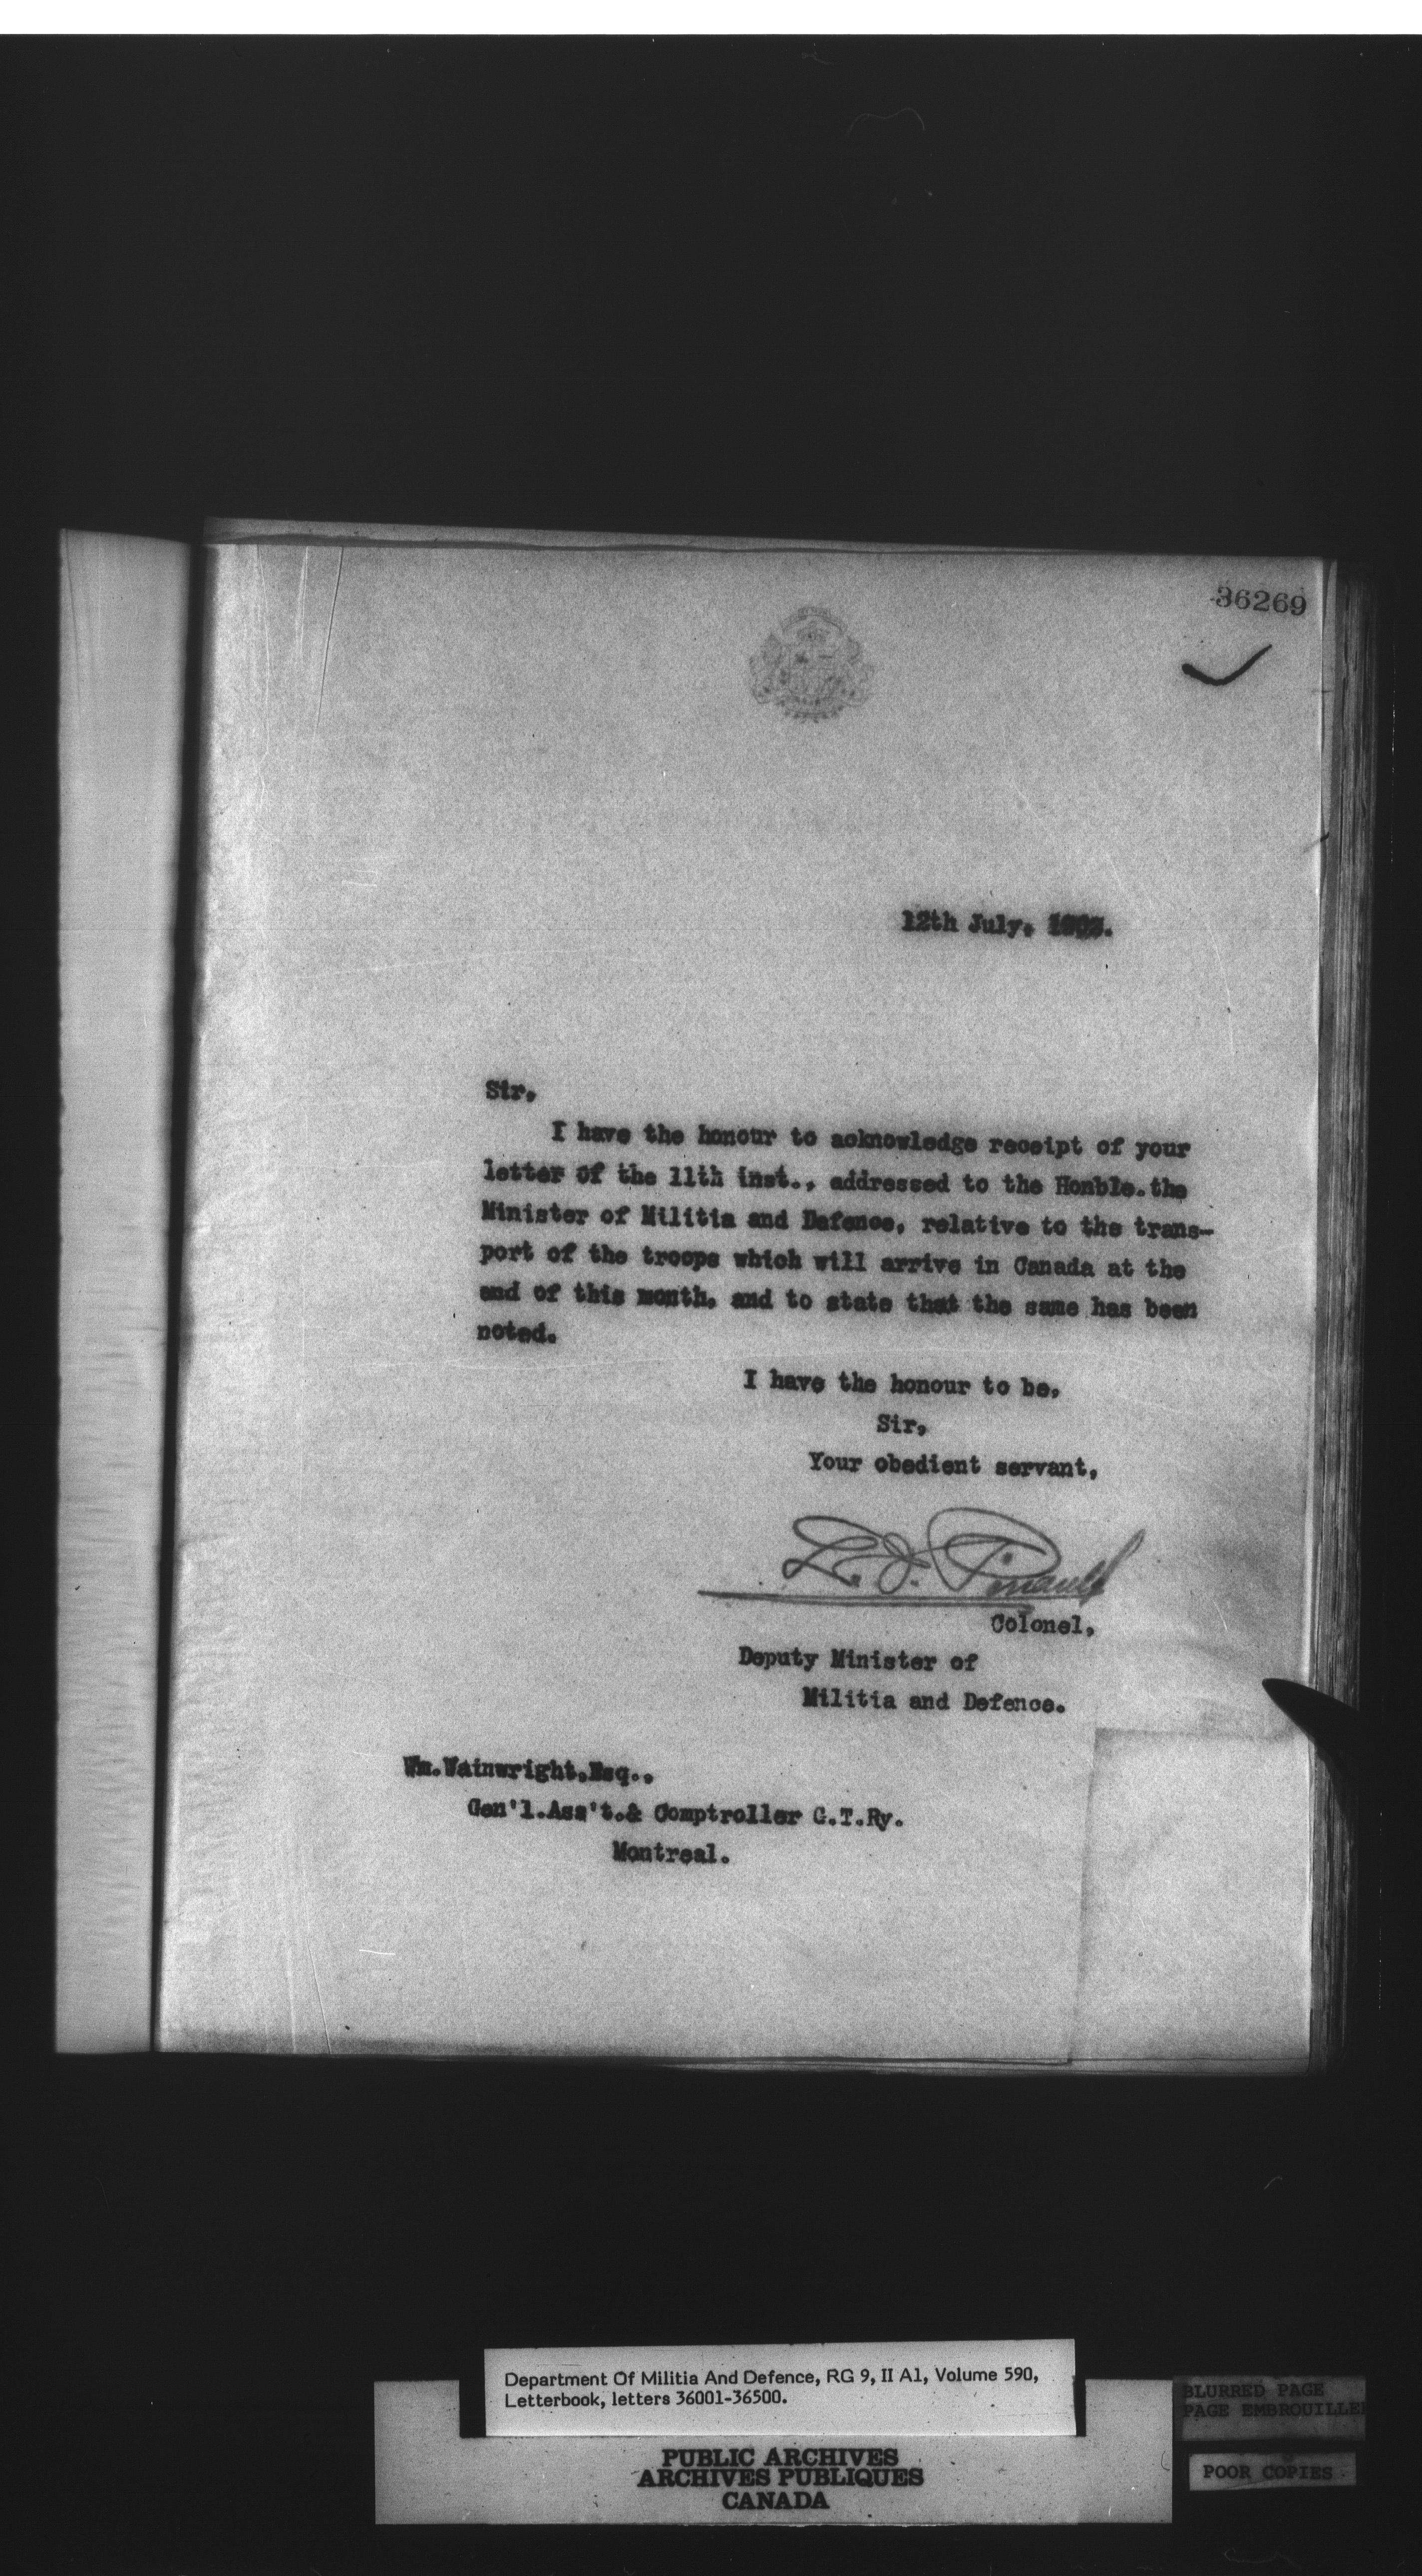 36269
12th July,
Sir,
I have the honour to acknowledge receipt of your
letter of the 11th inst., addressed to the Honble.the
Minister of Militia and Defence, relative to the trans-
port of the troops which will arrive in Canada at the
end of this month, and to state that the same has been
noted.
I have the honour to be,
Sir,
Your obedient servant,
L.F. Pinault
Colonel,
Deputy Minister of
Militia and Defence.
Wm.Wainwright,Esq.,
Gen'l.Ass't.& Comptroller G.T.Ry.
Montreal.
Department Of Militia And Defence, RG 9, II A1, Volume 590,
Letterbook, letters 36001-36500.
BLURRED PAGE
PAGE EMBROUILLEE
PUBLIC ARCHIVES
ARCHIVES PUBLIQUES
CANADA
POOR COPIES